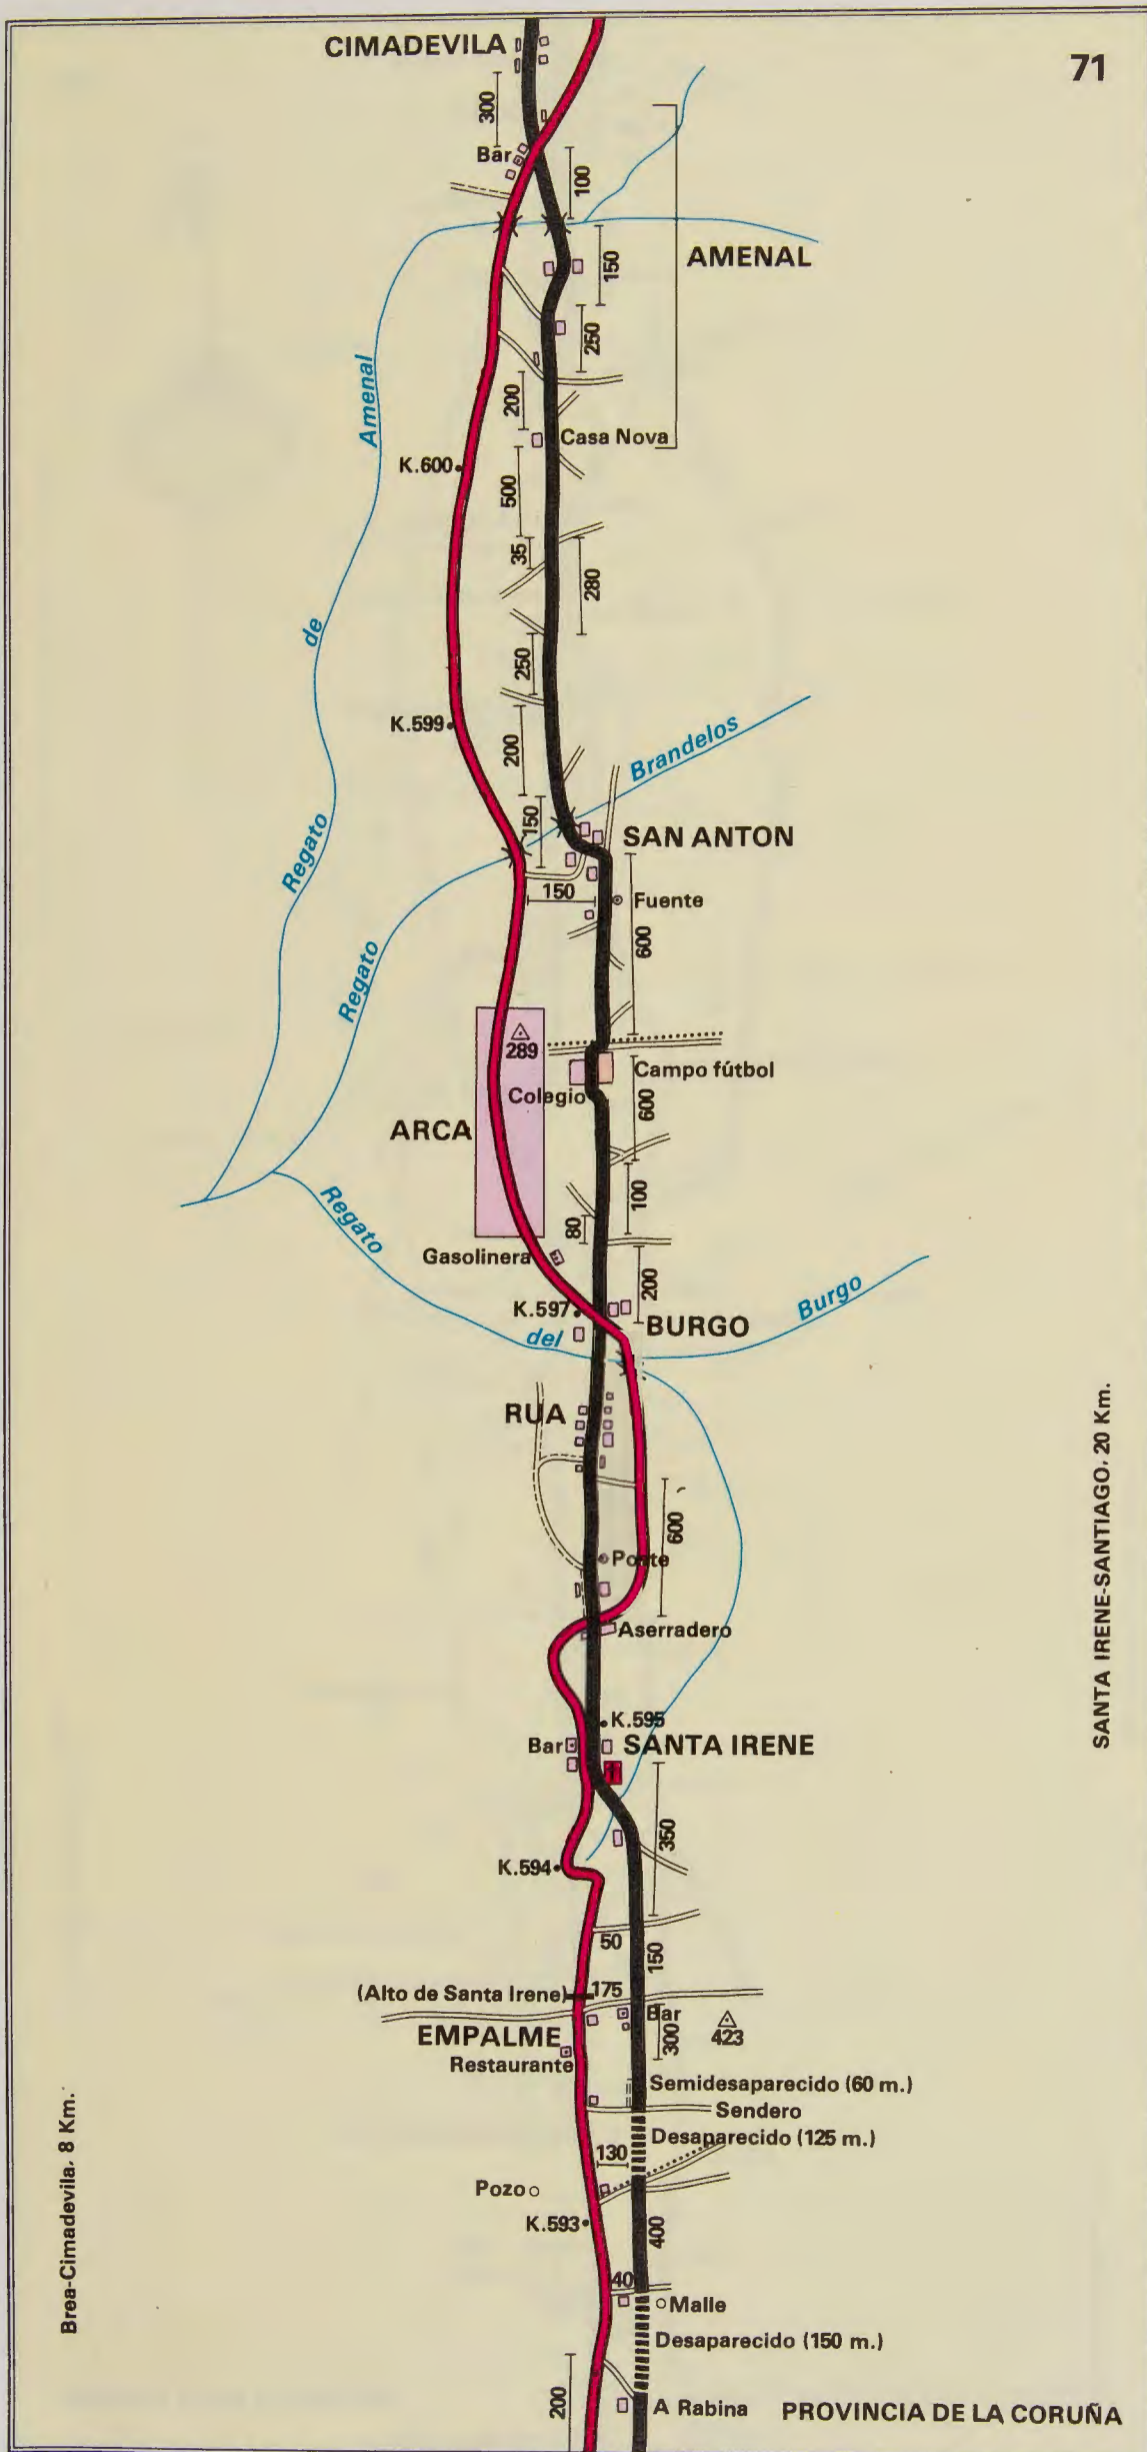 71
CIMADEVILA
300
Bar
100
AMENAL
150
250
Amenal
200
Casa Nova
K.600
500
35
280
de
250
K.599
200
Brandelos
150
SAN ANTON
Regato
150
Fuente
600
Regato
289
Campo fútbol
Colegio
600
ARCA
100
Regato
80
Gasolinera
200
K.597
Burgo
BURGO
del
RUA
600
Poste
Aserradero
K.595
Bar
SANTA IRENE
350
K.594
50
150
(Alto de Santa Irene)
175
Bar
EMPALME
300
423
Restaurante
Semidesaparecido (60 m.)
Sendero
Desaparecido (125 m.)
130
Pozo
K.593
400
40
Malle
Desaparecido (150 m.)
200
A Rabina
PROVINCIA DE LA CORUÑA
SANTA IRENE-SANTIAGO, 20 Km.
Brea-Cimadevila, 8 Km.